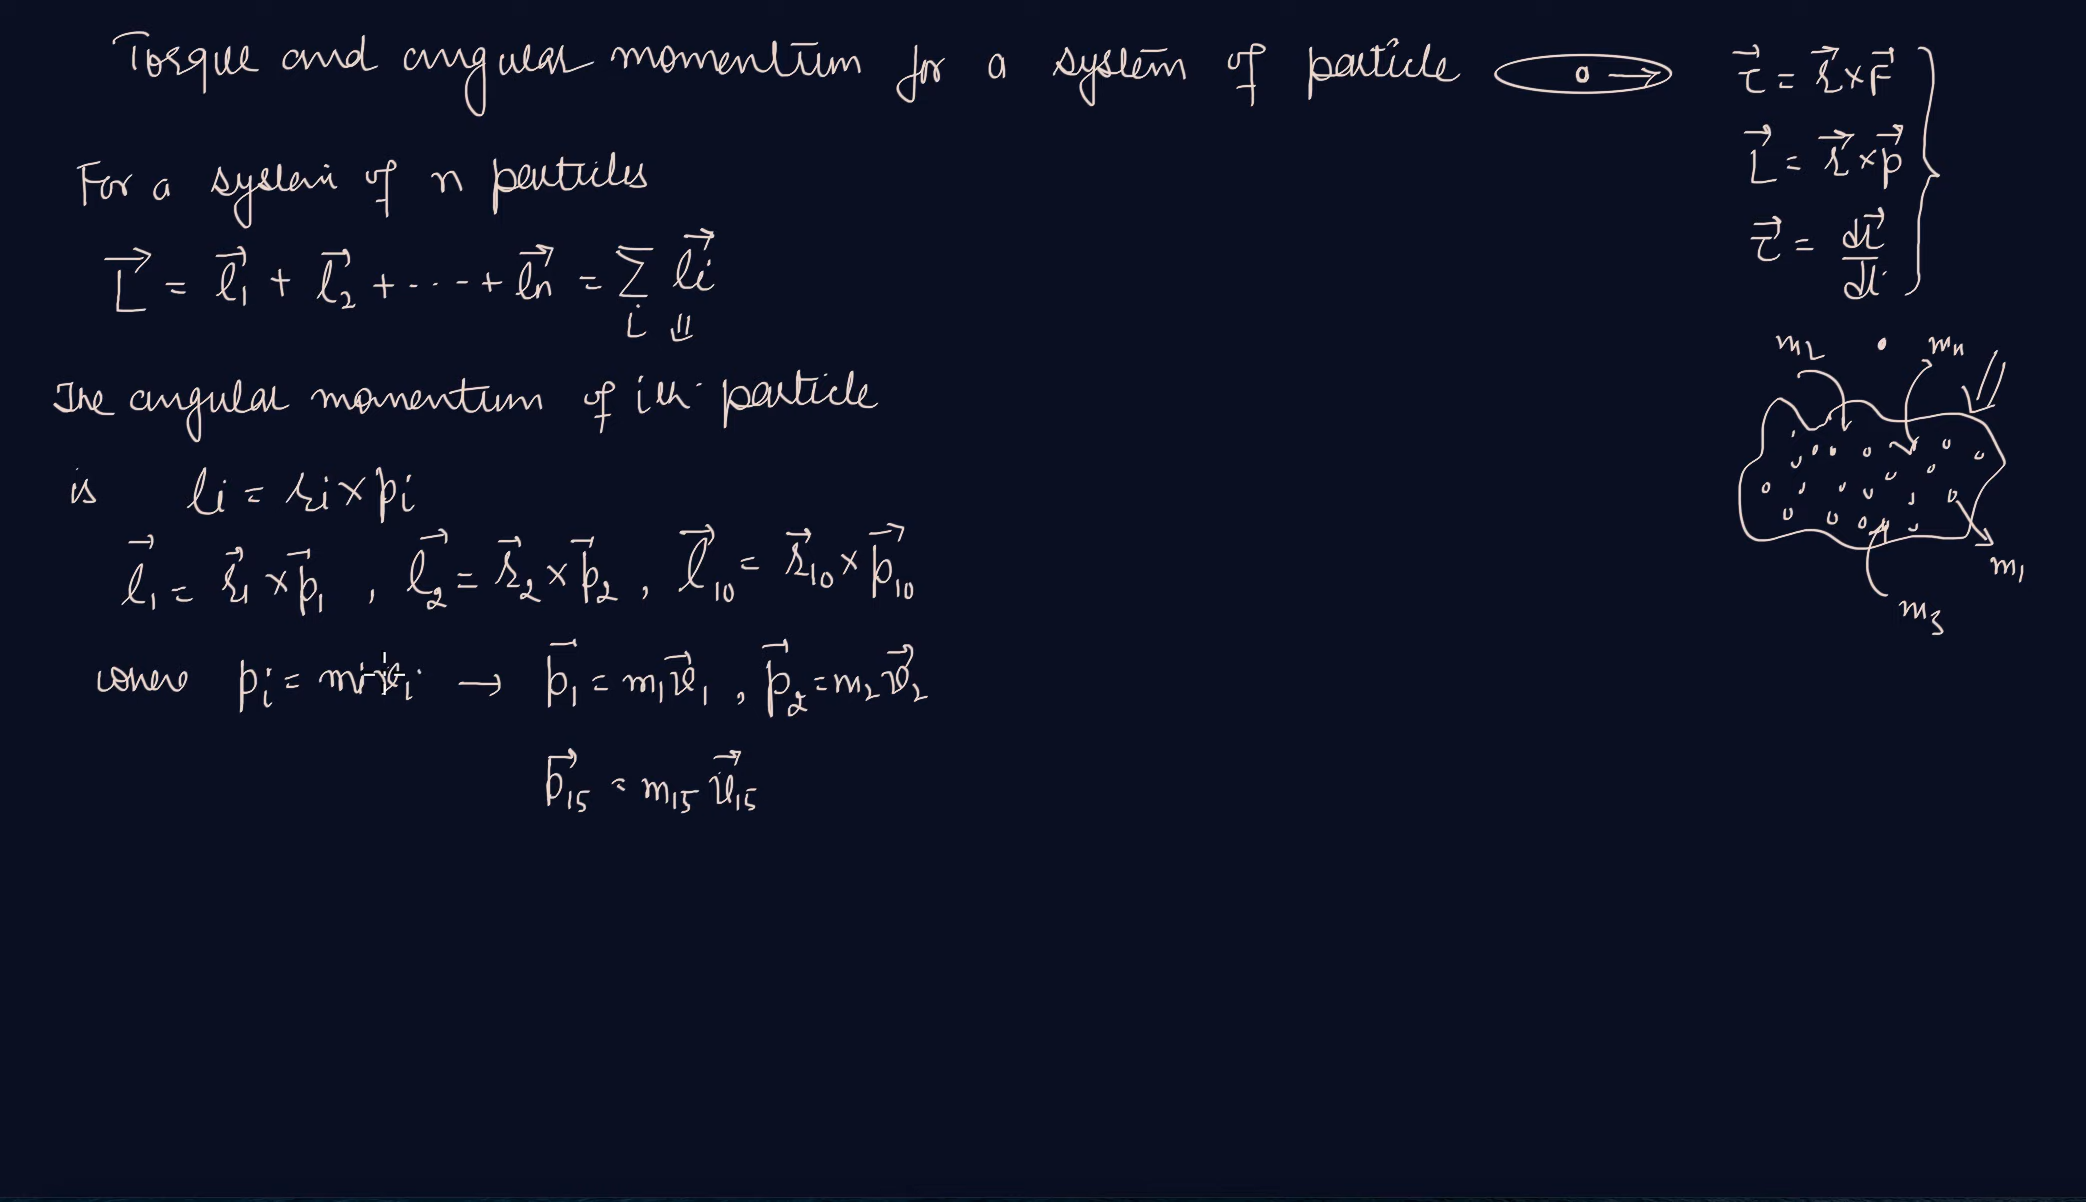 Torque and angular momentum for a system of particle
τ⃗ = r⃗ × F⃗
L⃗ = r⃗ × p⃗
τ⃗ = dL⃗/dt
For a system of n particles
L⃗ = l⃗₁ + l⃗₂ + ---- + l⃗n = Σ l⃗i
i ⇓
The angular momentum of ith particle
is li = ri × pi
l⃗₁ = r⃗₁ × p⃗₁ , l⃗₂ = r⃗₂ × p⃗₂ , l⃗₁₀ = r⃗₁₀ × p⃗₁₀
where pi = mivi → p⃗₁ = m₁v⃗₁ , p⃗₂ = m₂v⃗₂
p⃗₁₅ = m₁₅ v⃗₁₅
m₂
mn
m₁
m₃